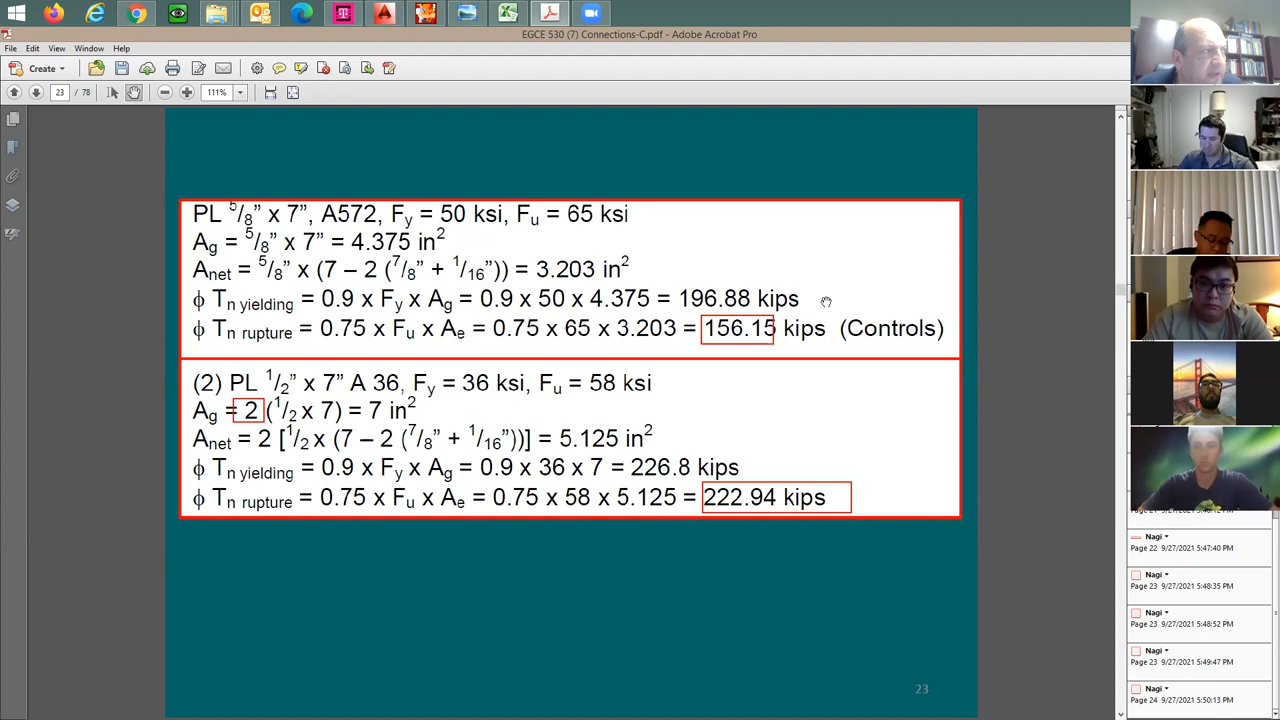 EGCE 530 (7) Connections-C.pdf - Adobe Acrobat Pro
File Edit View Window Help
Create
23 / 78 111%
PL 5/8" x 7", A572, Fy = 50 ksi, Fu = 65 ksi
Ag = 5/8" x 7" = 4.375 in2
Anet = 5/8" x (7 – 2 (7/8" + 1/16")) = 3.203 in2
ϕ Tn yielding = 0.9 x Fy x Ag = 0.9 x 50 x 4.375 = 196.88 kips
ϕ Tn rupture = 0.75 x Fu x Ae = 0.75 x 65 x 3.203 = 156.15 kips (Controls)
(2) PL 1/2" x 7" A 36, Fy = 36 ksi, Fu = 58 ksi
Ag = 2 (1/2 x 7) = 7 in2
Anet = 2 [1/2 x (7 – 2 (7/8" + 1/16"))] = 5.125 in2
ϕ Tn yielding = 0.9 x Fy x Ag = 0.9 x 36 x 7 = 226.8 kips
ϕ Tn rupture = 0.75 x Fu x Ae = 0.75 x 58 x 5.125 = 222.94 kips
23
Nagi
Page 22 9/27/2021 5:47:40 PM
Nagi
Page 23 9/27/2021 5:48:35 PM
Nagi
Page 23 9/27/2021 5:48:52 PM
Nagi
Page 23 9/27/2021 5:49:47 PM
Nagi
Page 24 9/27/2021 5:50:13 PM